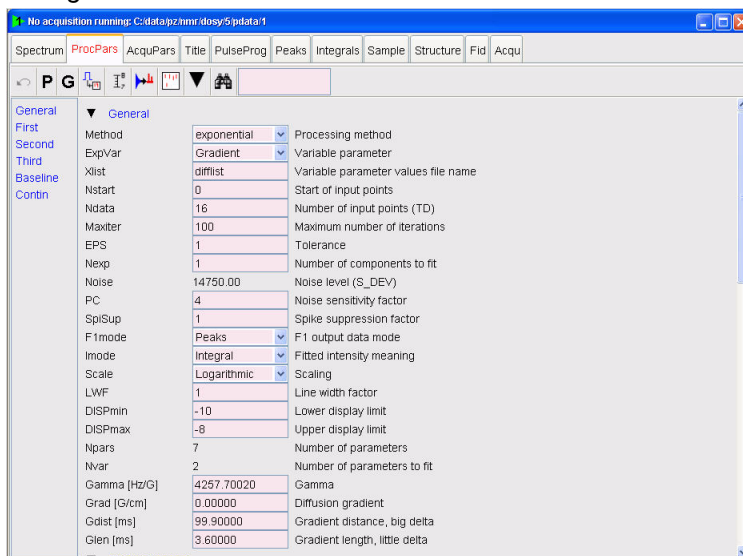 No acquisition running: C:/data/pz/nmr/dosy/5/pdata/1
Spectrum ProcPars AcquPars Title PulseProg Peaks Integrals Sample Structure Fid Acqu
P G
General
First
Second
Third
Baseline
Contin
▼ General
Method exponential Processing method
ExpVar Gradient Variable parameter
Xlist difflist Variable parameter values file name
Nstart 0 Start of input points
Ndata 16 Number of input points (TD)
Maxiter 100 Maximum number of iterations
EPS 1 Tolerance
Nexp 1 Number of components to fit
Noise 14750.00 Noise level (S_DEV)
PC 4 Noise sensitivity factor
SpiSup 1 Spike suppression factor
F1mode Peaks F1 output data mode
Imode Integral Fitted intensity meaning
Scale Logarithmic Scaling
LWF 1 Line width factor
DISPmin -10 Lower display limit
DISPmax -8 Upper display limit
Npars 7 Number of parameters
Nvar 2 Number of parameters to fit
Gamma [Hz/G] 4257.70020 Gamma
Grad [G/cm] 0.00000 Diffusion gradient
Gdist [ms] 99.90000 Gradient distance, big delta
Glen [ms] 3.60000 Gradient length, little delta